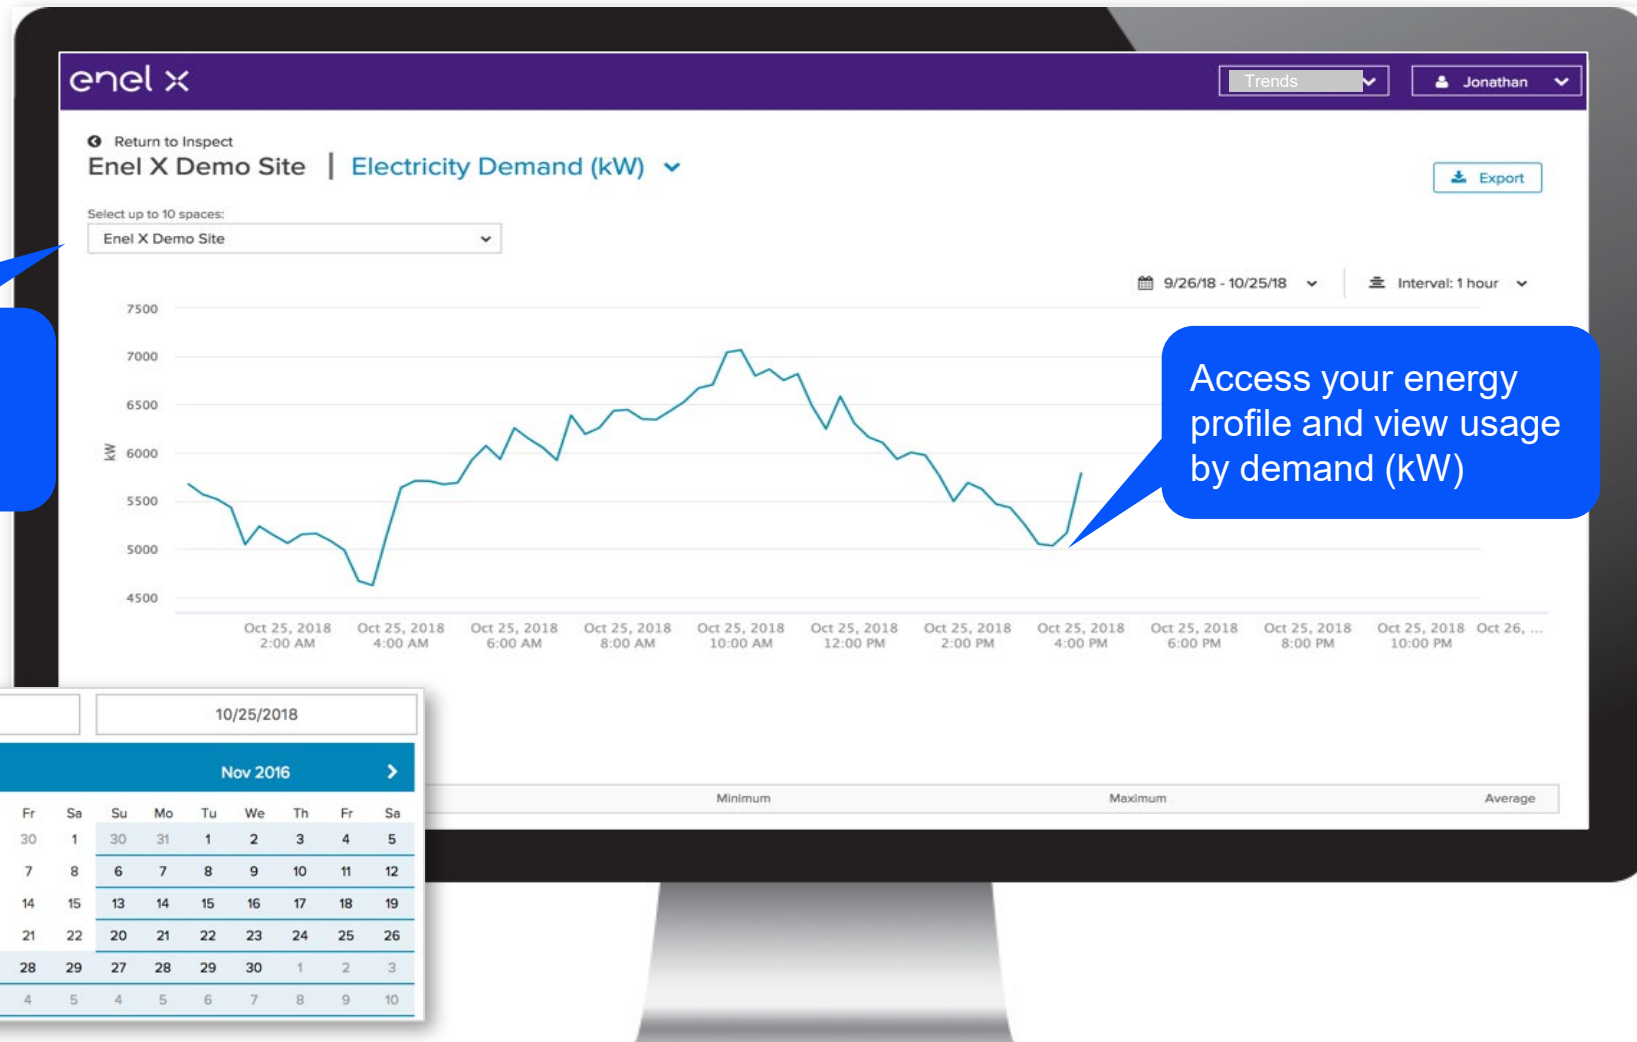 enel x
Trends
Jonathan
Return to Inspect
Enel X Demo Site | Electricity Demand (kW)
Export
Select up to 10 spaces:
Enel X Demo Site
9/26/18 - 10/25/18
Interval: 1 hour
7500
7000
6500
6000
5500
5000
4500
kW
Access your energy
profile and view usage
by demand (kW)
Oct 25, 2018 Oct 25, 2018 Oct 25, 2018 Oct 25, 2018 Oct 25, 2018 Oct 25, 2018 Oct 25, 2018 Oct 25, 2018 Oct 25, 2018 Oct 25, 2018 Oct 25, 2018 Oct 26, ...
2:00 AM 4:00 AM 6:00 AM 8:00 AM 10:00 AM 12:00 PM 2:00 PM 4:00 PM 6:00 PM 8:00 PM 10:00 PM
Minimum Maximum Average
10/25/2018
Nov 2016
Fr Sa Su Mo Tu We Th Fr Sa
30 1 30 31 1 2 3 4 5
7 8 6 7 8 9 10 11 12
14 15 13 14 15 16 17 18 19
21 22 20 21 22 23 24 25 26
28 29 27 28 29 30 1 2 3
4 5 4 5 6 7 8 9 10